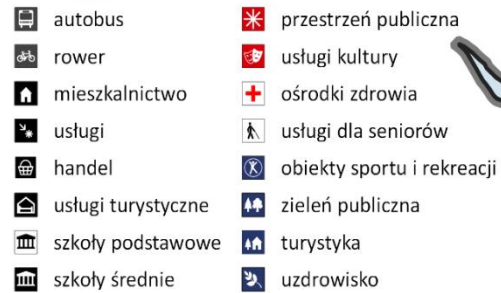 autobus
rower
mieszkalnictwo
usługi
handel
usługi turystyczne
szkoły podstawowe
szkoły średnie
przestrzeń publiczna
usługi kultury
ośrodki zdrowia
usługi dla seniorów
obiekty sportu i rekreacji
zieleń publiczna
turystyka
uzdrowisko